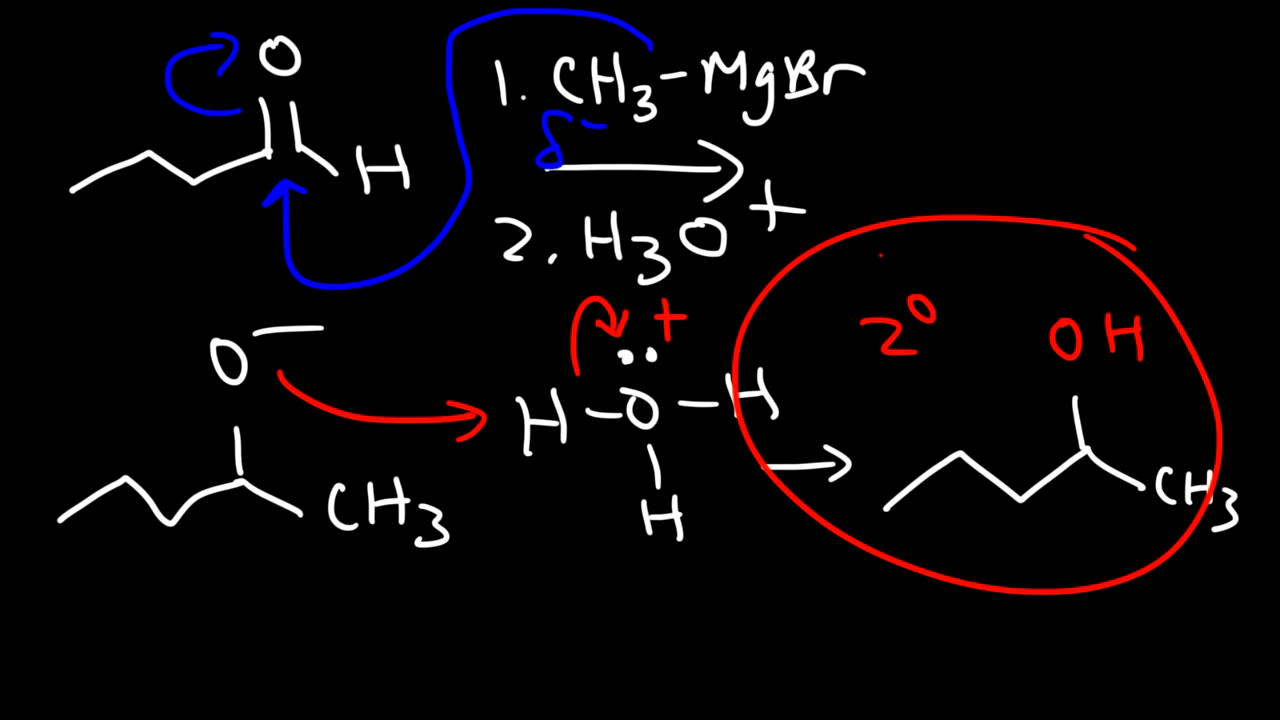 O
1. CH3-MgBr
δ-
H
2. H3O+
O-
CH3
H-O-H +
H
2° OH
CH3